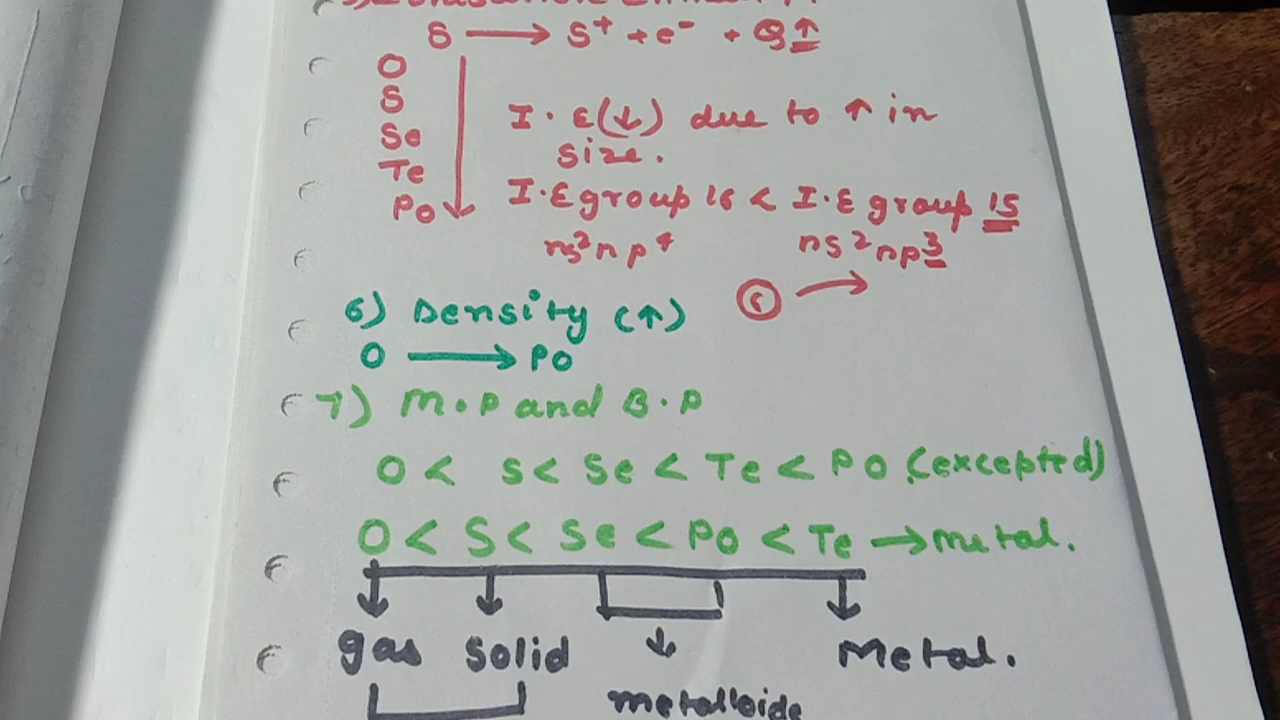 S → S⁺ + e⁻ + Q↑
O
S
Se
Te
Po
I.E(↓) due to ↑ in
size.
I.E group 16 < I.E group 15
ns²np⁴ ns²np³
6) Density (↑)
O → Po
7) M.P and B.P
O < S < Se < Te < Po (excepted)
O < S < Se < Po < Te → metal.
gas solid Metal.
metalloide